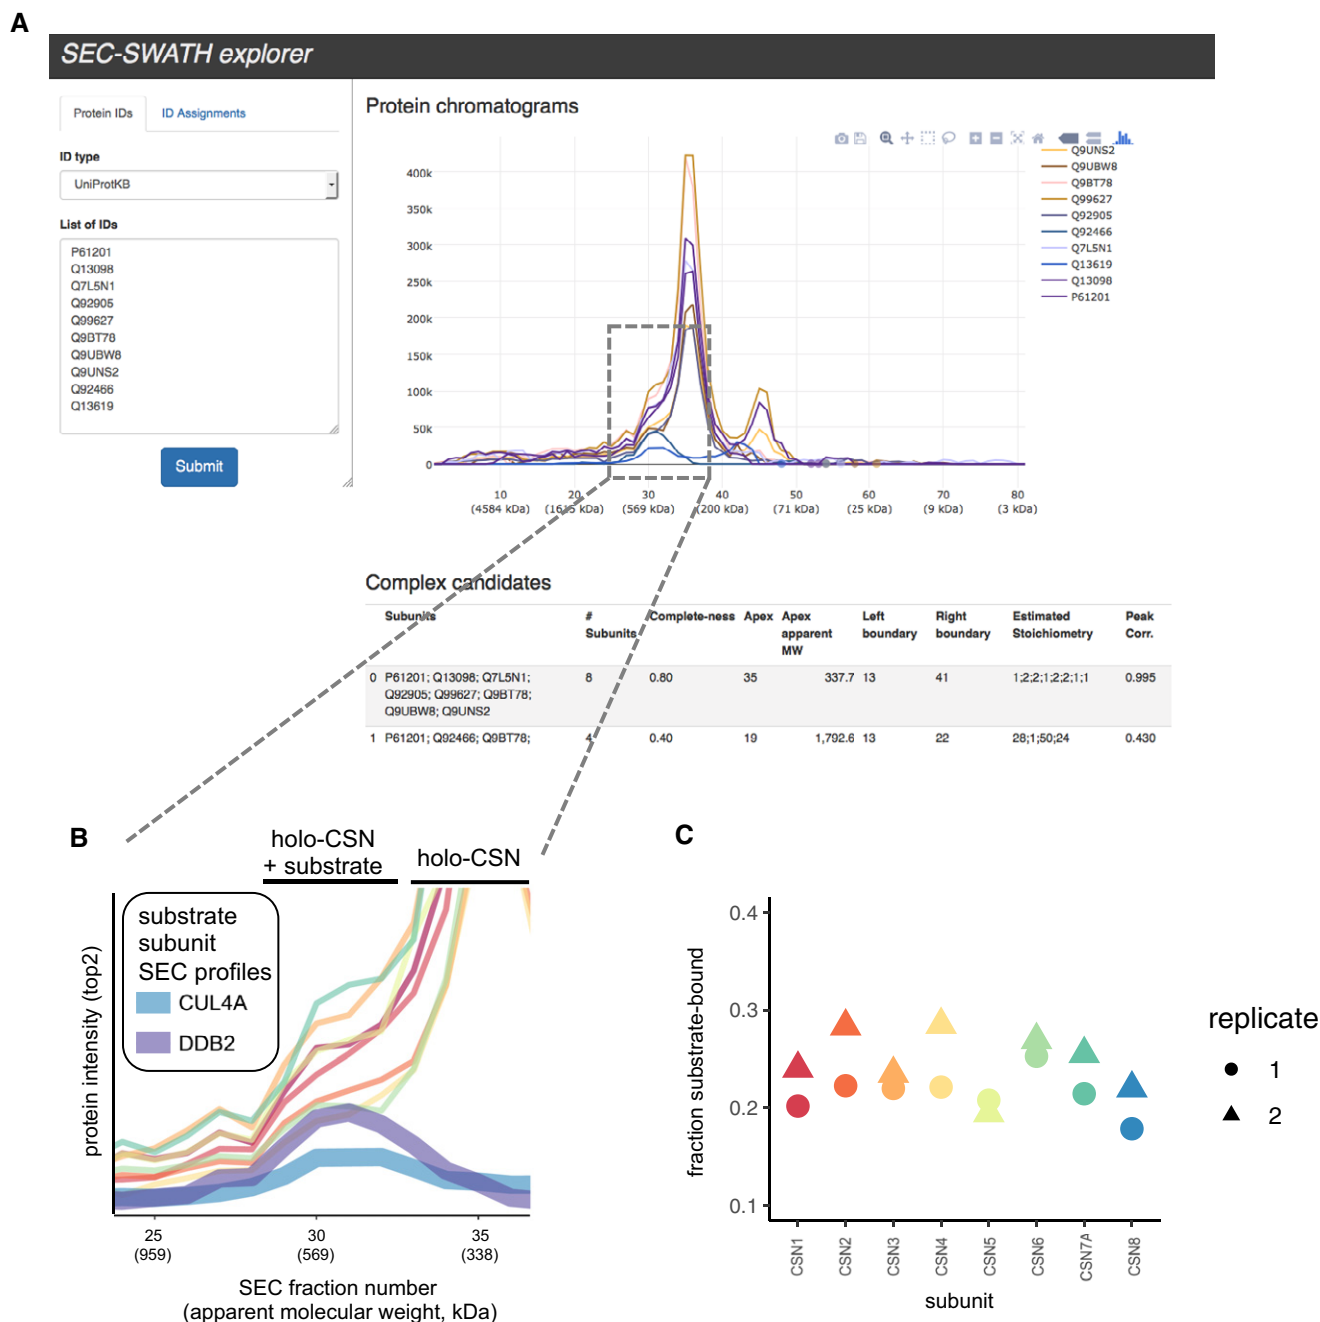 A
SEC-SWATH explorer
Protein IDs
ID Assignments
ID type
UniProtKB
List of IDs
P61201
Q13098
Q7L5N1
Q92905
Q99627
Q9BT78
Q9UBW8
Q9UNS2
Q92466
Q13619
Submit
Protein chromatograms
400k
350k
300k
250k
200k
150k
100k
50k
0
10 20 30 40 50 60 70 80
(4584 kDa) (1615 kDa) (569 kDa) (200 kDa) (71 kDa) (25 kDa) (9 kDa) (3 kDa)
Q9UNS2
Q9UBW8
Q9BT78
Q99627
Q92905
Q92466
Q7L5N1
Q13619
Q13098
P61201
Complex candidates
Subunits # Subunits Complete-ness Apex Apex apparent MW Left boundary Right boundary Estimated Stoichiometry Peak Corr.
0 P61201; Q13098; Q7L5N1; 8 0.80 35 337.7 13 41 1;2;2;1;2;2;1;1 0.995
Q92905; Q99627; Q9BT78;
Q9UBW8; Q9UNS2
1 P61201; Q92466; Q9BT78; 4 0.40 19 1,792.6 13 22 28;1;50;24 0.430
B
holo-CSN
+ substrate
holo-CSN
substrate
subunit
SEC profiles
CUL4A
DDB2
protein intensity (top2)
25 30 35
(959) (569) (338)
SEC fraction number
(apparent molecular weight, kDa)
C
fraction substrate-bound
0.4
0.3
0.2
0.1
CSN1
CSN2
CSN3
CSN4
CSN5
CSN6
CSN7A
CSN8
subunit
replicate
1
2